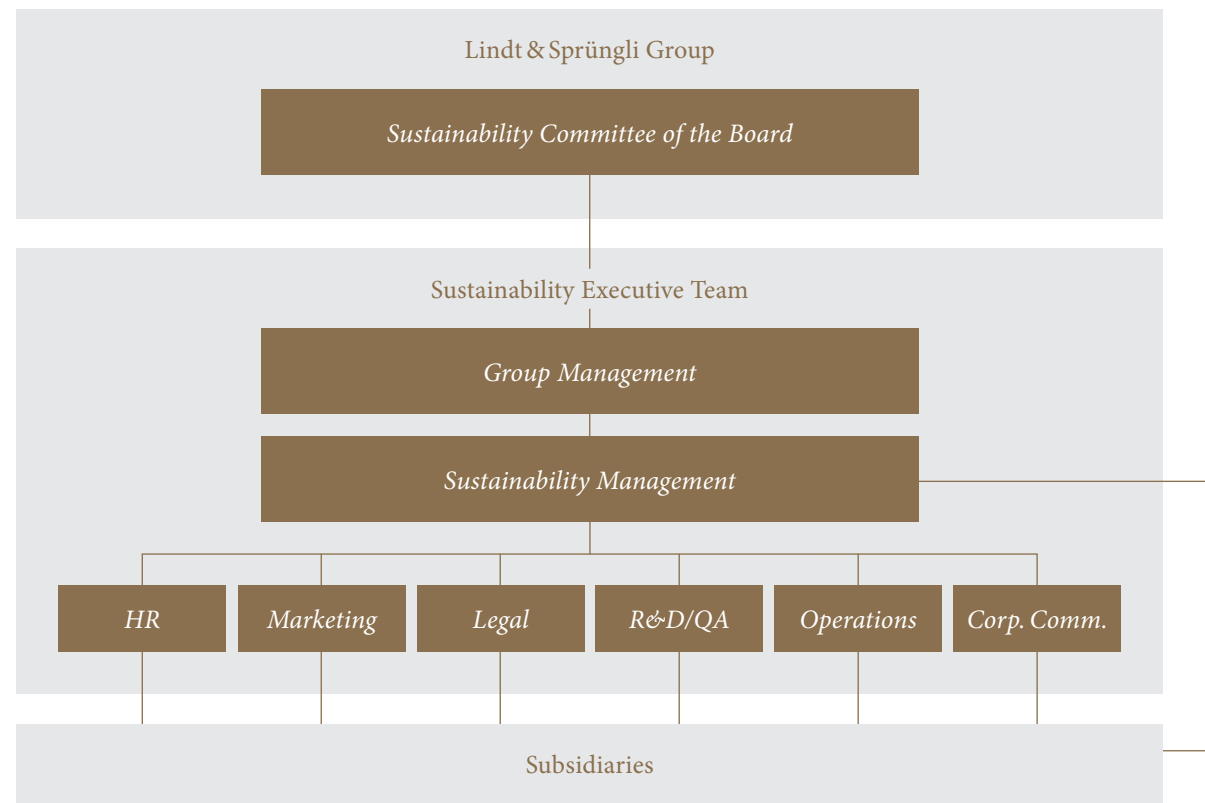 Lindt & Sprüngli Group
Sustainability Committee of the Board
Sustainability Executive Team
Group Management
Sustainability Management
HR
Marketing
Legal
R&D/QA
Operations
Corp. Comm.
Subsidiaries